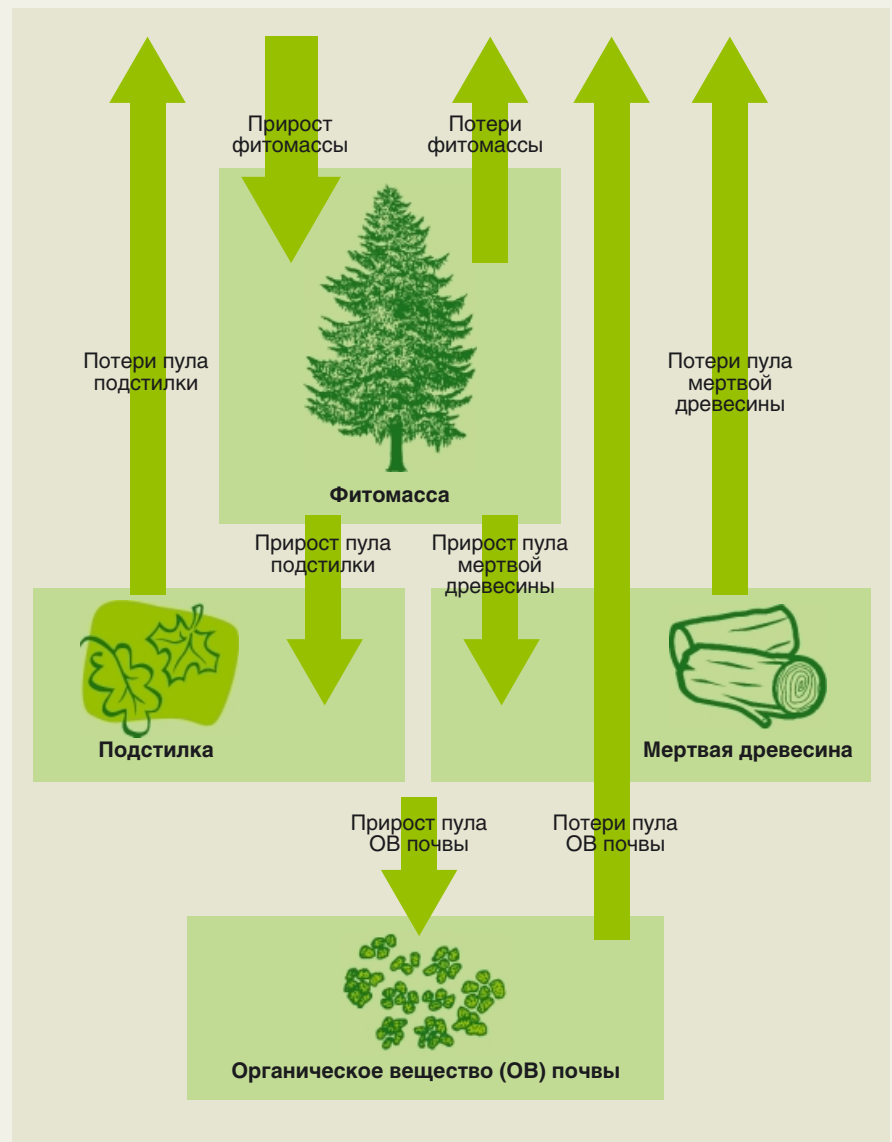 Прирост
фитомассы
Потери
фитомассы
Потери пула
подстилки
Потери пула
мертвой
древесины
Фитомасса
Прирост пула
подстилки
Прирост пула
мертвой
древесины
Подстилка
Мертвая древесина
Прирост пула
ОВ почвы
Потери пула
ОВ почвы
Органическое вещество (ОВ) почвы